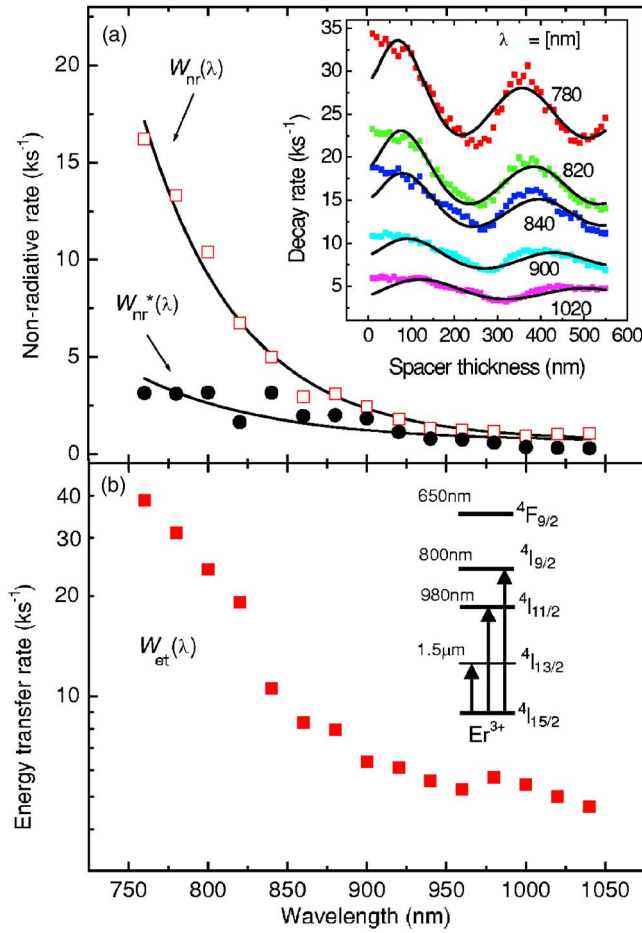 (a)
20
15
10
5
0
Non-radiative rate (ks⁻¹)
Wnr(λ)
Wnr*(λ)
λ = [nm]
35
30
25
20
15
10
5
Decay rate (ks⁻¹)
780
820
840
900
1020
0 100 200 300 400 500 600
Spacer thickness (nm)
(b)
40
30
20
10
Energy transfer rate (ks⁻¹)
Wet(λ)
650nm ⁴F9/2
800nm ⁴I9/2
980nm ⁴I11/2
1.5μm ⁴I13/2
⁴I15/2
Er³⁺
750 800 850 900 950 1000 1050
Wavelength (nm)